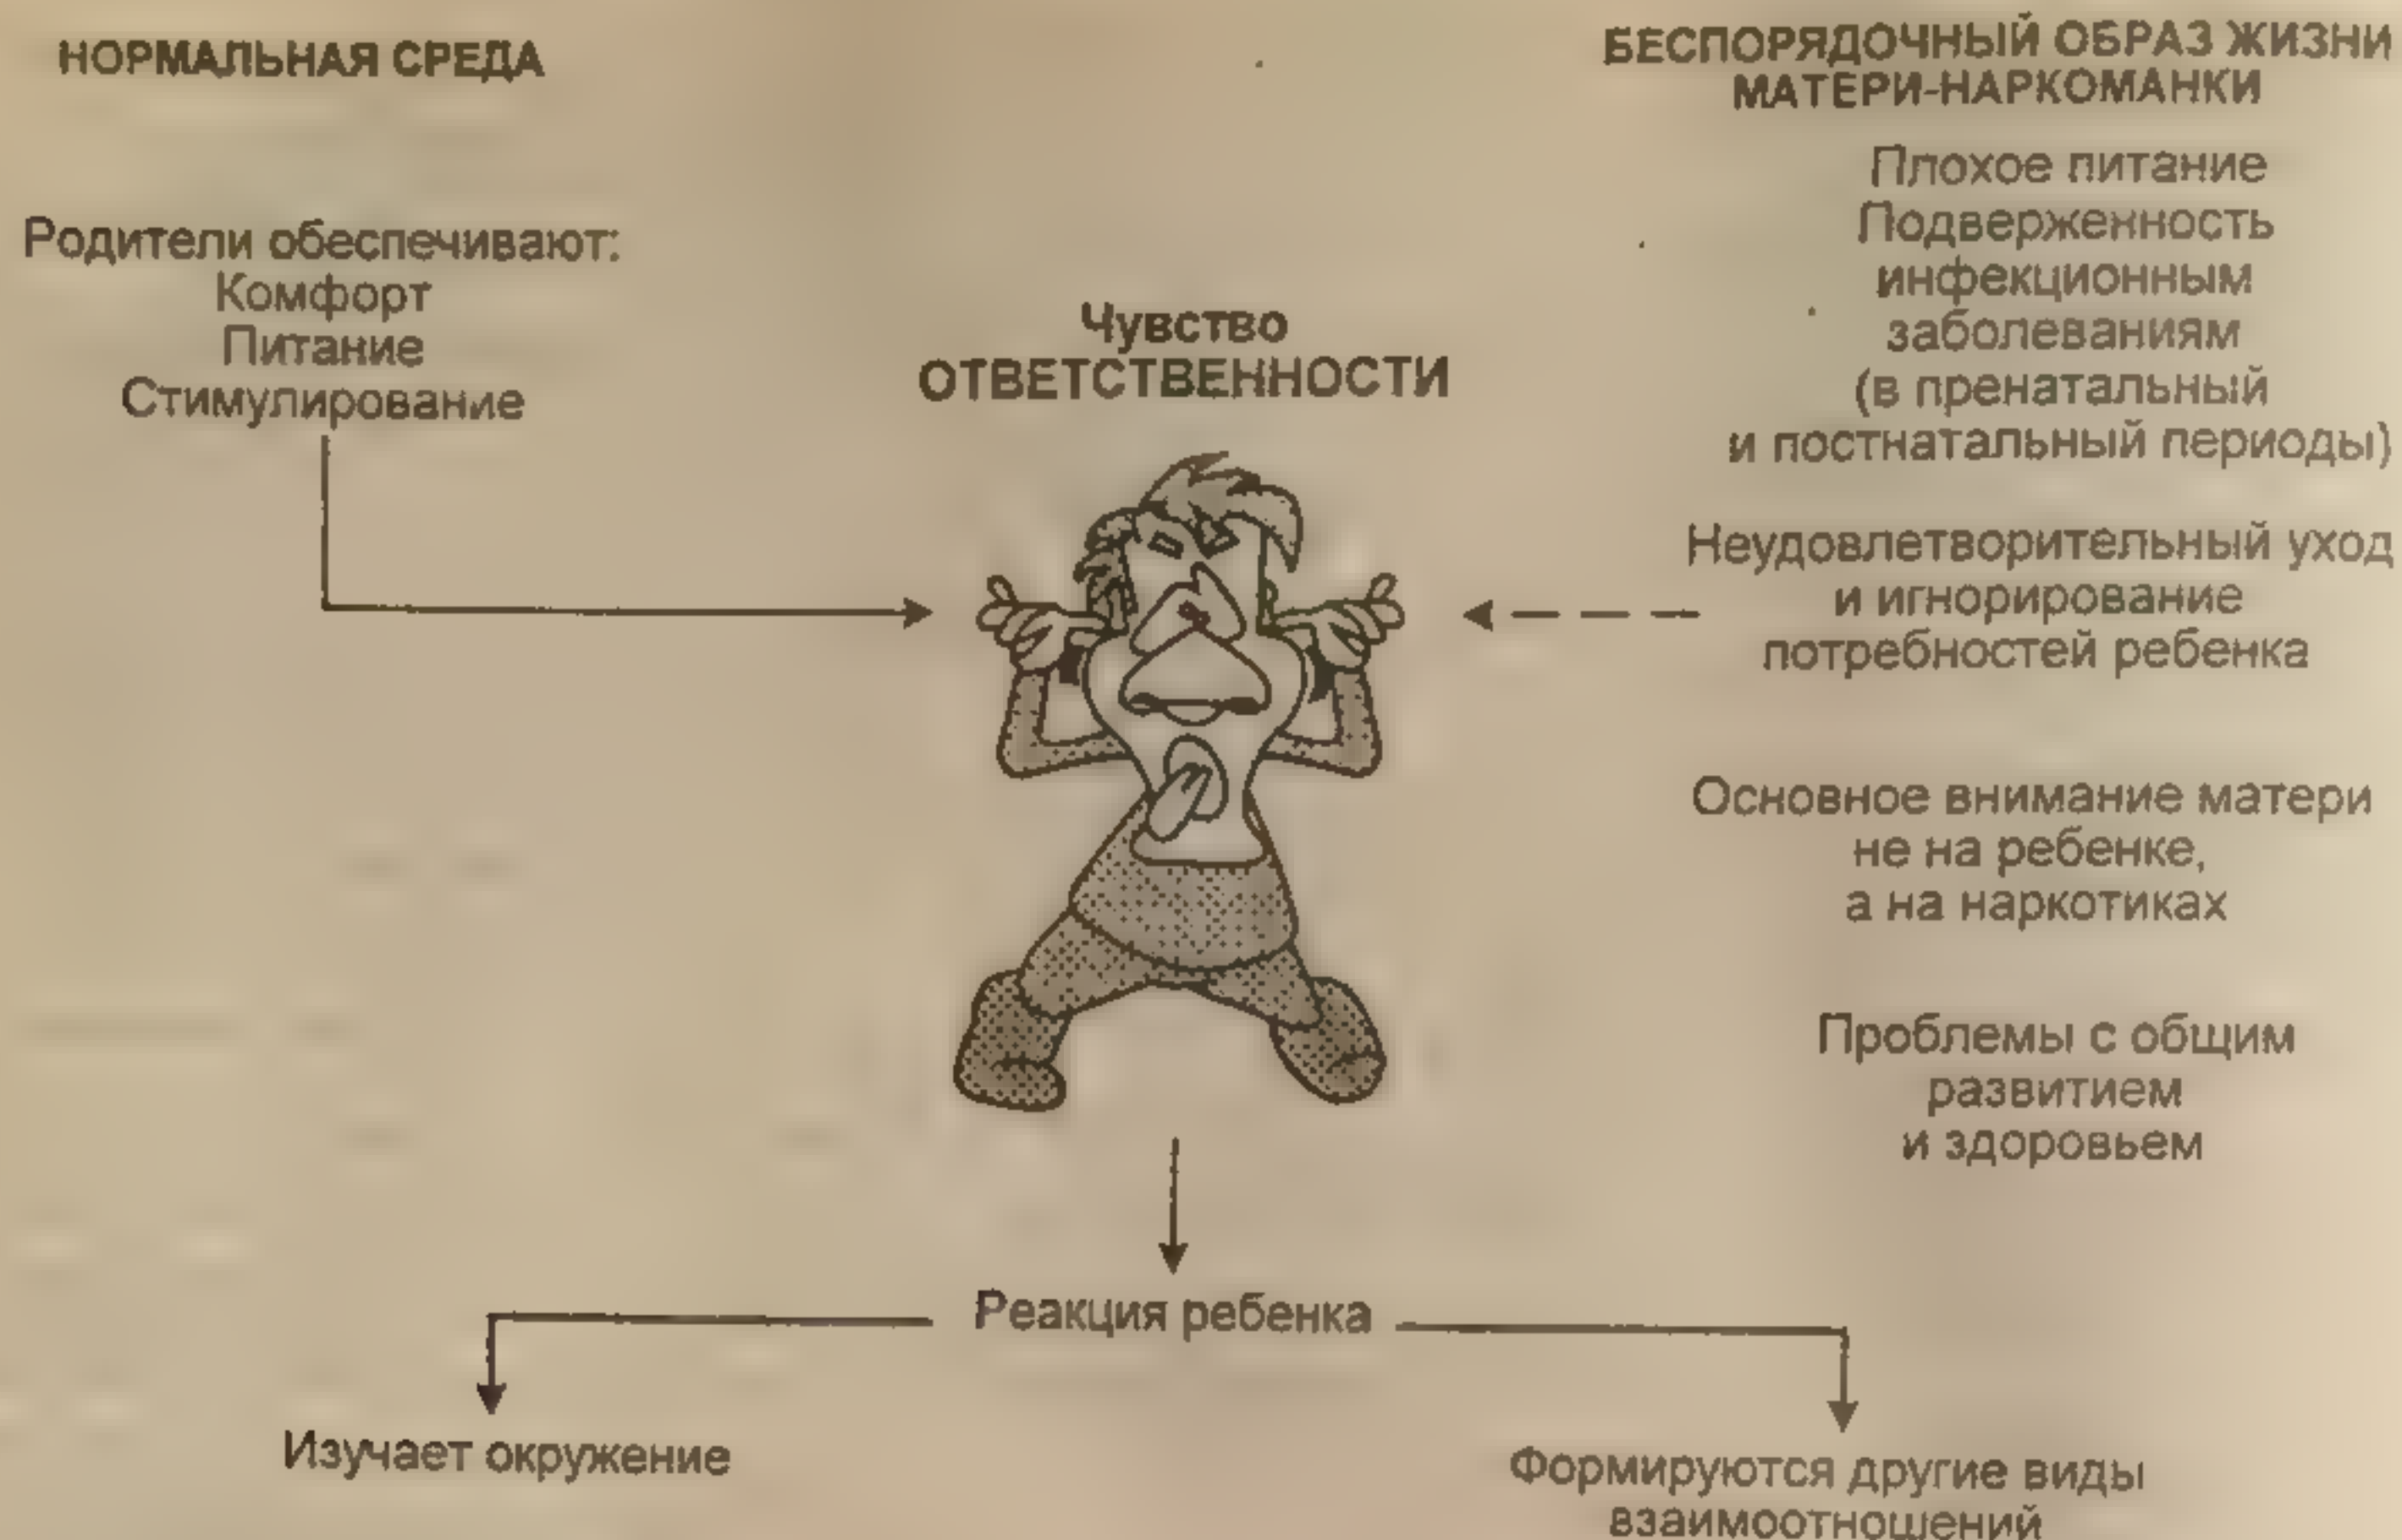 НОРМАЛЬНАЯ СРЕДА
Родители обеспечивают:
Комфорт
Питание
Стимулирование
Чувство
ОТВЕТСТВЕННОСТИ
БЕСПОРЯДОЧНЫЙ ОБРАЗ ЖИЗНИ
МАТЕРИ-НАРКОМАНКИ
Плохое питание
Подверженность
инфекционным
заболеваниям
(в пренатальный
и постнатальный периоды)
Неудовлетворительный уход
и игнорирование
потребностей ребенка
Основное внимание матери
не на ребенке,
а на наркотиках
Проблемы с общим
развитием
и здоровьем
Реакция ребенка
Изучает окружение
Формируются другие виды
взаимоотношений